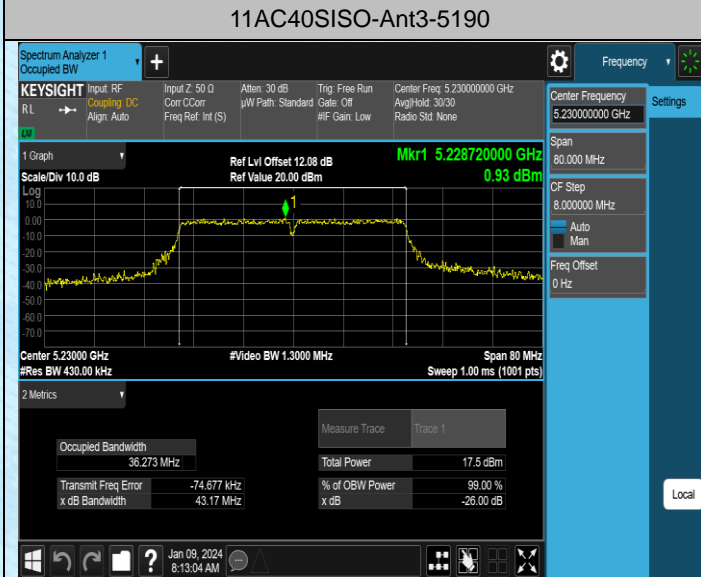 11AC40SISO-Ant3-5190
Spectrum Analyzer 1
Occupied BW
Frequency
KEYSIGHT
RL
LXI
Input: RF
Coupling: DC
Align: Auto
Input Z: 50 Ω
Corr CCorr
Freq Ref: Int (S)
Atten: 30 dB
µW Path: Standard
Trig: Free Run
Gate: Off
#IF Gain: Low
Center Freq: 5.230000000 GHz
Avg|Hold: 30/30
Radio Std: None
Center Frequency
5.230000000 GHz
Settings
Span
80.000 MHz
CF Step
8.000000 MHz
Auto
Man
Freq Offset
0 Hz
1 Graph
Scale/Div 10.0 dB
Ref Lvl Offset 12.08 dB
Ref Value 20.00 dBm
Mkr1 5.228720000 GHz
0.93 dBm
Log
10.0
0.00
-10.0
-20.0
-30.0
-40.0
-50.0
-60.0
-70.0
1
Center 5.23000 GHz
#Res BW 430.00 kHz
#Video BW 1.3000 MHz
Span 80 MHz
Sweep 1.00 ms (1001 pts)
2 Metrics
Measure Trace
Trace 1
Occupied Bandwidth
36.273 MHz
Total Power
17.5 dBm
Transmit Freq Error
-74.677 kHz
% of OBW Power
99.00 %
x dB Bandwidth
43.17 MHz
x dB
-26.00 dB
Local
?
Jan 09, 2024
8:13:04 AM